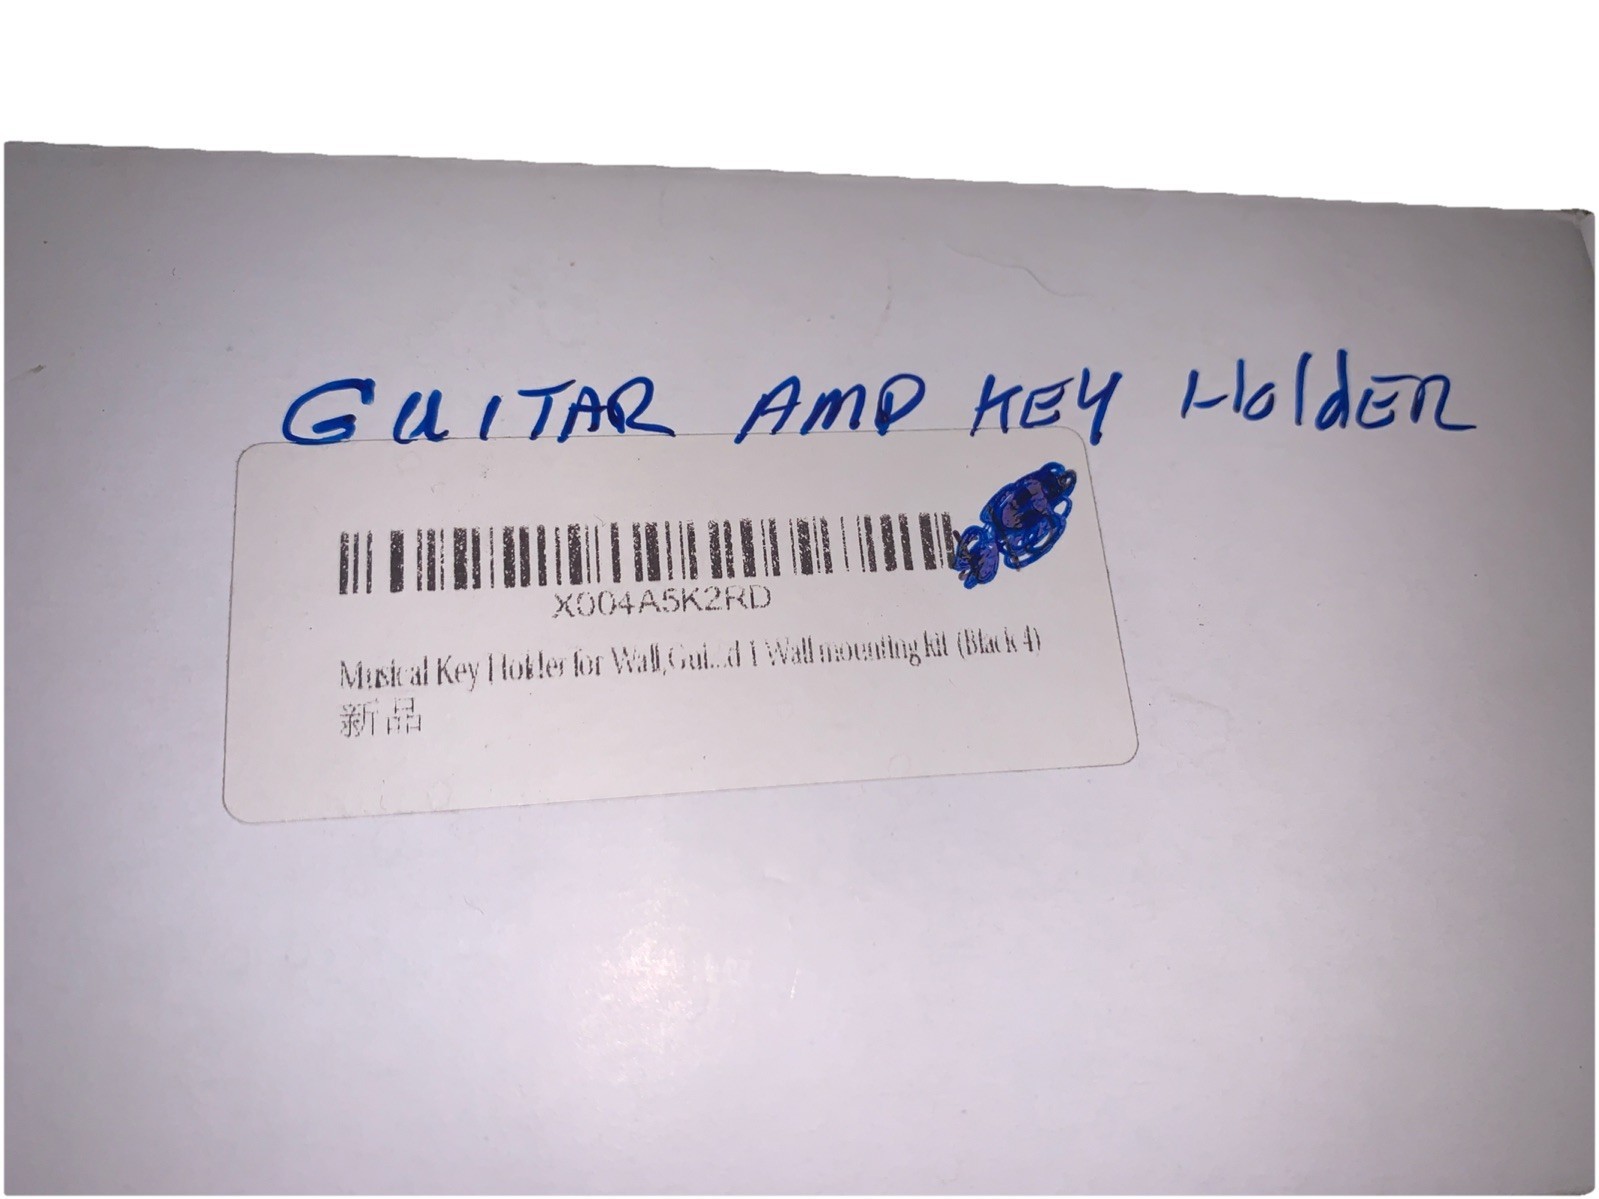 GUITAR AMP KEY HoldER
X004A5K2RD
Musical Key Holder for Wall,Gui...d 1 Wall mounting kit (Black 4)
新品